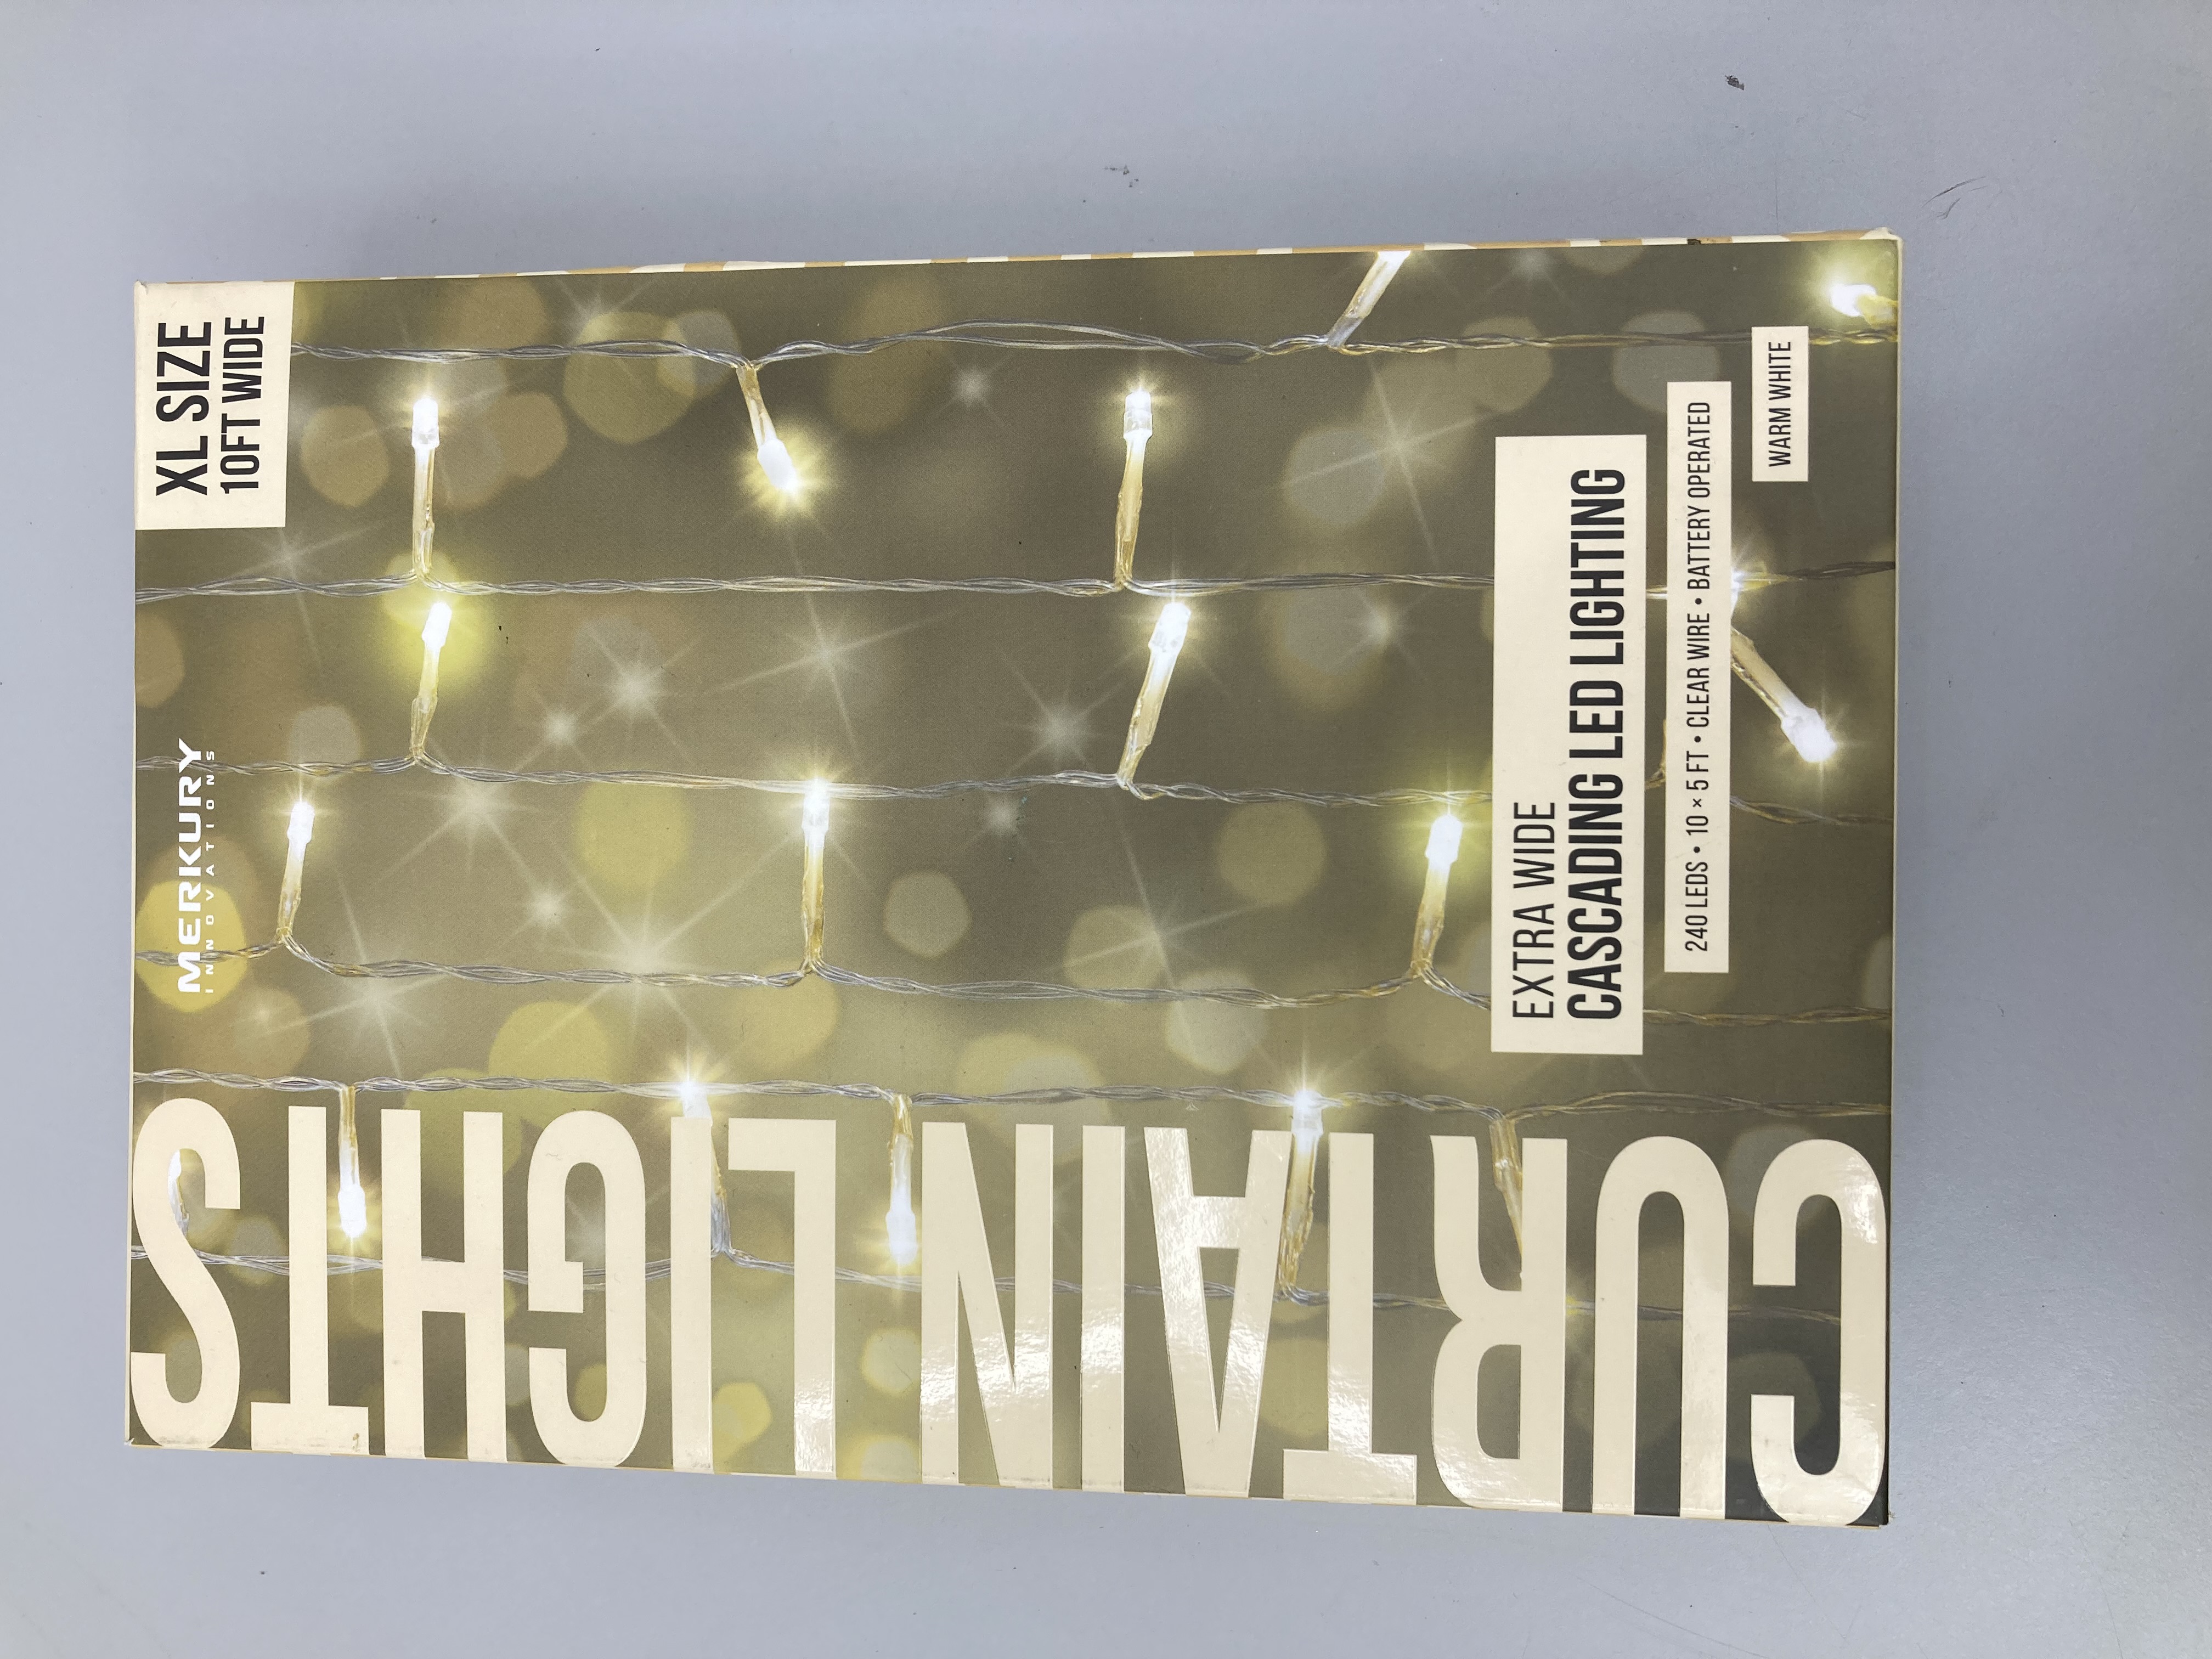 MERKURY
INNOVATIONS
XL SIZE
10FT WIDE
CURTAIN LIGHTS
EXTRA WIDE
CASCADING LED LIGHTING
240 LEDS • 10 × 5 FT • CLEAR WIRE • BATTERY OPERATED
WARM WHITE